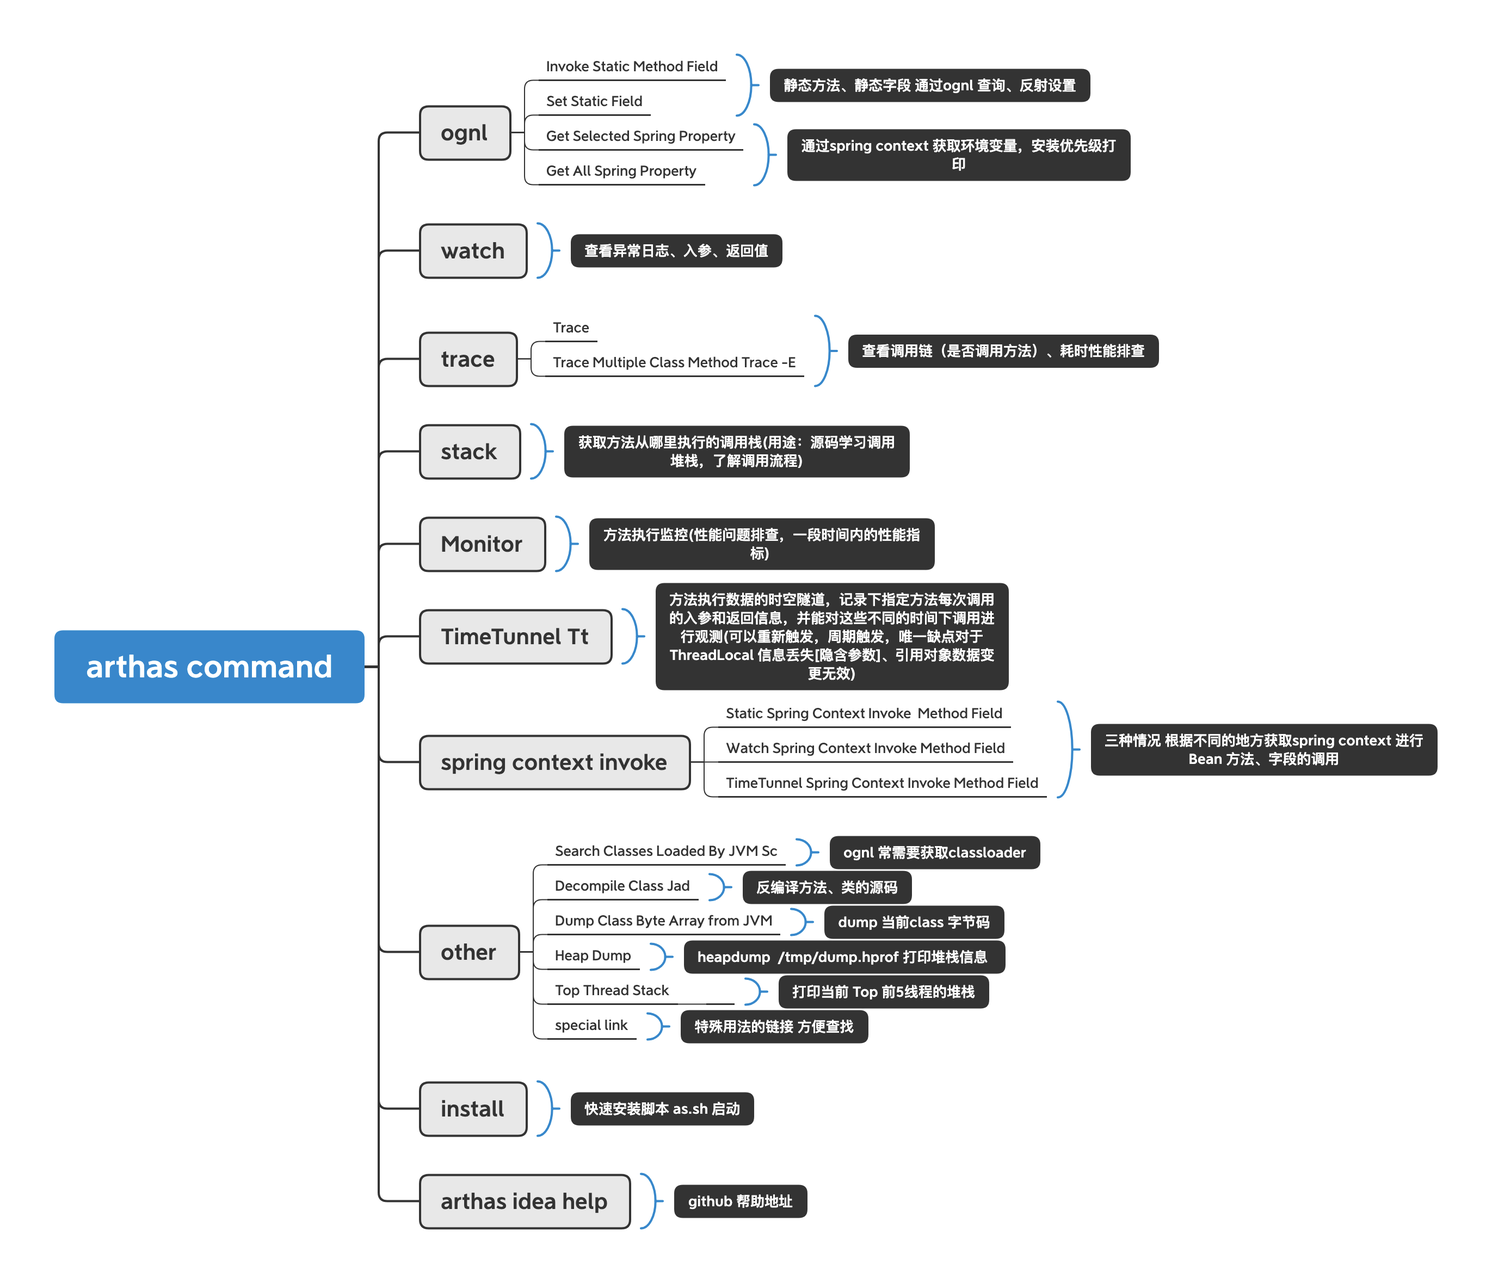 arthas command
ognl
Invoke Static Method Field
Set Static Field
静态方法、静态字段 通过ognl 查询、反射设置
Get Selected Spring Property
Get All Spring Property
通过spring context 获取环境变量，安装优先级打
印
watch
查看异常日志、入参、返回值
trace
Trace
Trace Multiple Class Method Trace -E
查看调用链（是否调用方法）、耗时性能排查
stack
获取方法从哪里执行的调用栈(用途：源码学习调用
堆栈，了解调用流程)
Monitor
方法执行监控(性能问题排查，一段时间内的性能指
标)
TimeTunnel Tt
方法执行数据的时空隧道，记录下指定方法每次调用
的入参和返回信息，并能对这些不同的时间下调用进
行观测(可以重新触发，周期触发，唯一缺点对于
ThreadLocal 信息丢失[隐含参数]、引用对象数据变
更无效)
spring context invoke
Static Spring Context Invoke  Method Field
Watch Spring Context Invoke Method Field
TimeTunnel Spring Context Invoke Method Field
三种情况 根据不同的地方获取spring context 进行
Bean 方法、字段的调用
other
Search Classes Loaded By JVM Sc
ognl 常需要获取classloader
Decompile Class Jad
反编译方法、类的源码
Dump Class Byte Array from JVM
dump 当前class 字节码
Heap Dump
heapdump  /tmp/dump.hprof 打印堆栈信息
Top Thread Stack
打印当前 Top 前5线程的堆栈
special link
特殊用法的链接 方便查找
install
快速安装脚本 as.sh 启动
arthas idea help
github 帮助地址